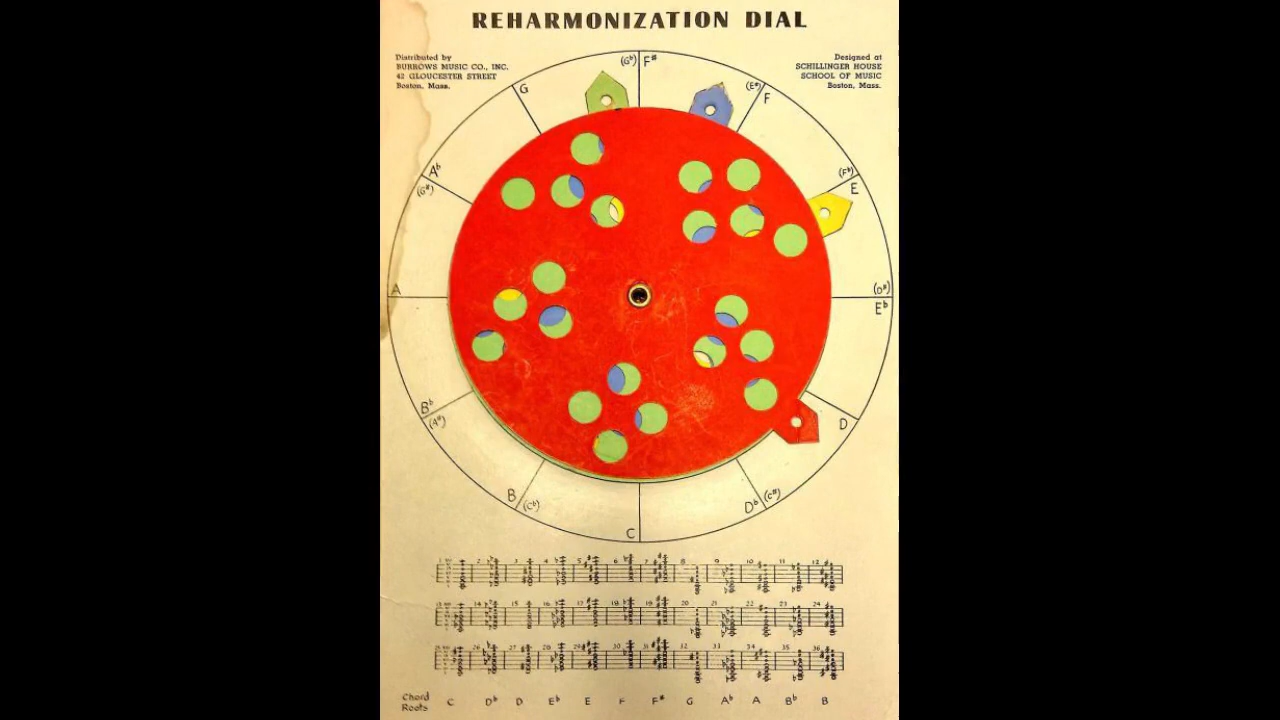 REHARMONIZATION DIAL
Distributed by
BURROWS MUSIC CO., INC.
42 GLOUCESTER STREET
Boston, Mass.
Designed at
SCHILLINGER HOUSE
SCHOOL OF MUSIC
Boston, Mass.
(G♭) F#
G
(E#) F
A♭
(G#)
(F♭)
E
A
(D#)
E♭
B♭
(A#)
D
B
(C♭)
D♭ (C#)
C
1 2 3 4 5 6 7 8 9 10 11 12
13 14 15 16 17 18 19 20 21 22 23 24
26 27 28 29 30 31 32 33 34 35 36
Chord
Roots C D♭ D E♭ E F F# G A♭ A B♭ B